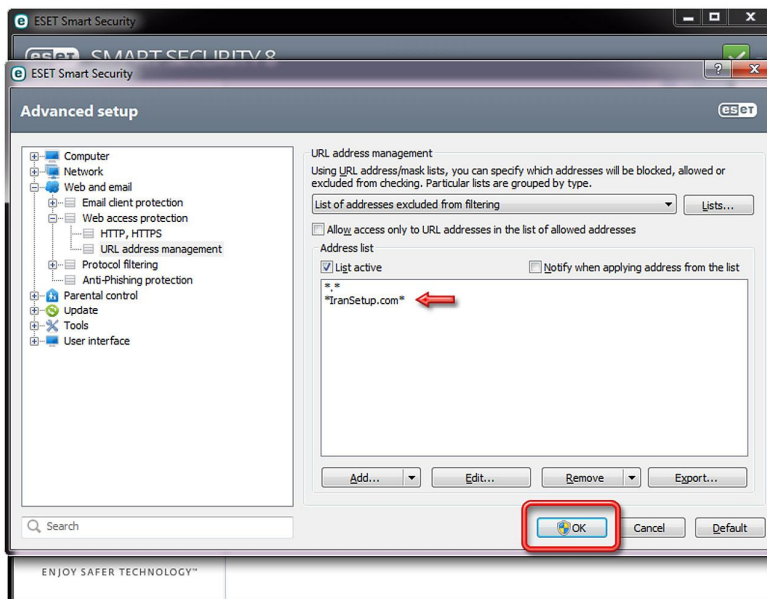 ESET Smart Security
eseT SMART SECURITY 8
ESET Smart Security
?
x
Advanced setup
eseT
Computer
Network
Web and email
Email client protection
Web access protection
HTTP, HTTPS
URL address management
Protocol filtering
Anti-Phishing protection
Parental control
Update
Tools
User interface
Search
URL address management
Using URL address/mask lists, you can specify which addresses will be blocked, allowed or
excluded from checking. Particular lists are grouped by type.
List of addresses excluded from filtering
Lists...
Allow access only to URL addresses in the list of allowed addresses
Address list
List active
Notify when applying address from the list
*.*
*IranSetup.com*
Add...
Edit...
Remove
Export...
OK
Cancel
Default
ENJOY SAFER TECHNOLOGY™